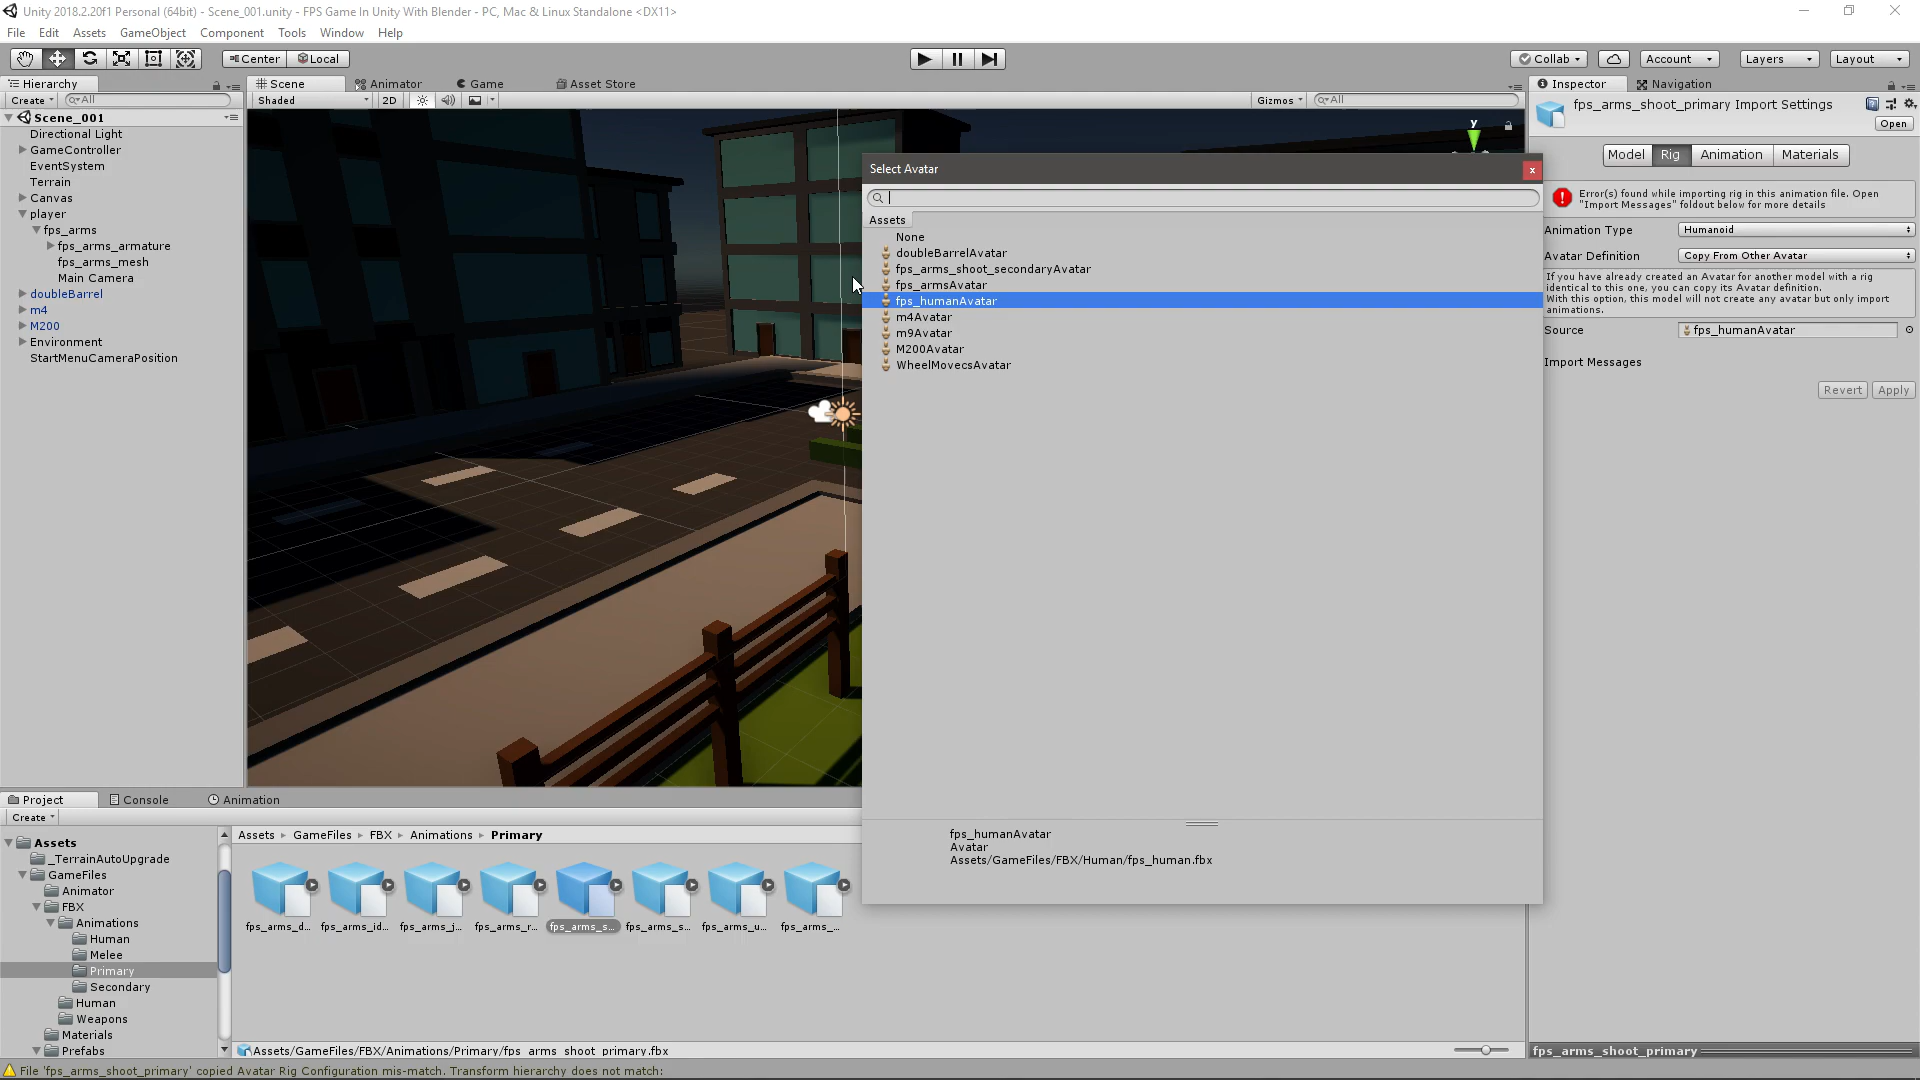 Unity 2018.2.20f1 Personal (64bit) - Scene_001.unity - FPS Game In Unity With Blender - PC, Mac & Linux Standalone <DX11>
File Edit Assets GameObject Component Tools Window Help
Center Local Collab Account Layers Layout
Hierarchy
Create All
Scene_001
Directional Light
GameController
EventSystem
Terrain
Canvas
player
fps_arms
fps_arms_armature
fps_arms_mesh
Main Camera
doubleBarrel
m4
M200
Environment
StartMenuCameraPosition
Scene Animator Game Asset Store
Shaded 2D Gizmos All
y
Select Avatar
x
Assets
None
doubleBarrelAvatar
fps_arms_shoot_secondaryAvatar
fps_armsAvatar
fps_humanAvatar
m4Avatar
m9Avatar
M200Avatar
WheelMovecsAvatar
fps_humanAvatar
Avatar
Assets/GameFiles/FBX/Human/fps_human.fbx
Inspector Navigation
fps_arms_shoot_primary Import Settings
Open
Model Rig Animation Materials
Error(s) found while importing rig in this animation file. Open
"Import Messages" foldout below for more details
Animation Type Humanoid
Avatar Definition Copy From Other Avatar
If you have already created an Avatar for another model with a rig
identical to this one, you can copy its Avatar definition.
With this option, this model will not create any avatar but only import
animations.
Source fps_humanAvatar
Import Messages
Revert Apply
Project Console Animation
Create
Assets
_TerrainAutoUpgrade
GameFiles
Animator
FBX
Animations
Human
Melee
Primary
Secondary
Human
Weapons
Materials
Prefabs
Assets GameFiles FBX Animations Primary
fps_arms_d... fps_arms_id... fps_arms_j... fps_arms_r... fps_arms_s... fps_arms_s... fps_arms_u... fps_arms_...
Assets/GameFiles/FBX/Animations/Primary/fps_arms_shoot_primary.fbx
fps_arms_shoot_primary
File 'fps_arms_shoot_primary' copied Avatar Rig Configuration mis-match. Transform hierarchy does not match: